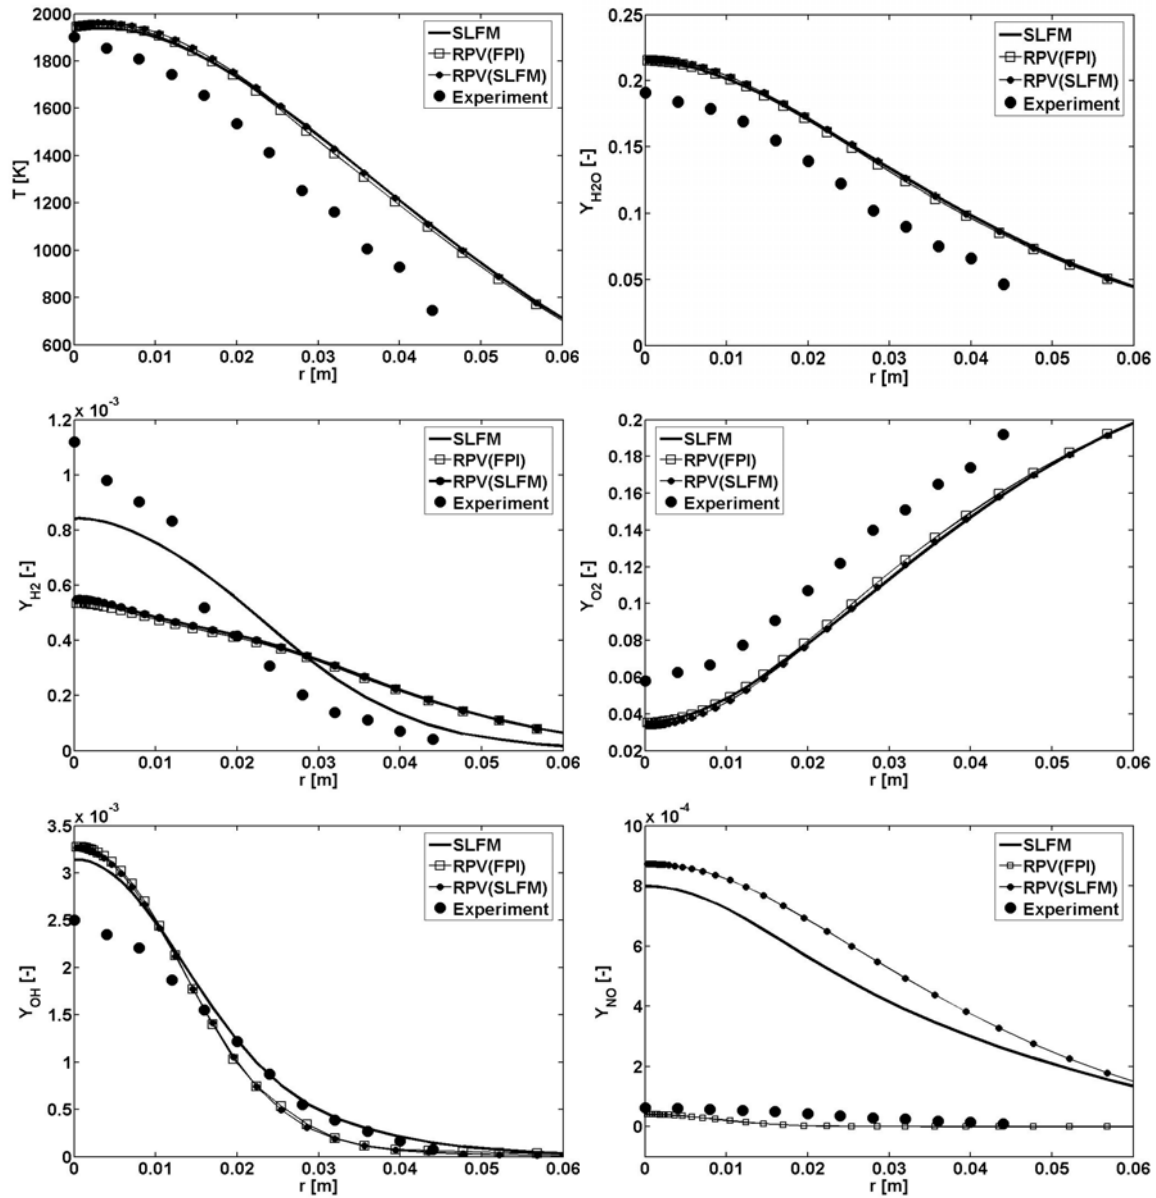 2000
1800
1600
1400
1200
1000
800
600
T [K]
SLFM
RPV(FPI)
RPV(SLFM)
Experiment
0 0.01 0.02 0.03 0.04 0.05 0.06
r [m]
0.25
0.2
0.15
0.1
0.05
0
Y_H2O [-]
SLFM
RPV(FPI)
RPV(SLFM)
Experiment
0 0.01 0.02 0.03 0.04 0.05 0.06
r [m]
x 10^-3
1.2
1
0.8
0.6
0.4
0.2
0
Y_H2 [-]
SLFM
RPV(FPI)
RPV(SLFM)
Experiment
0 0.01 0.02 0.03 0.04 0.05 0.06
r [m]
0.2
0.18
0.16
0.14
0.12
0.1
0.08
0.06
0.04
0.02
Y_O2 [-]
SLFM
RPV(FPI)
RPV(SLFM)
Experiment
0 0.01 0.02 0.03 0.04 0.05 0.06
r [m]
x 10^-3
3.5
3
2.5
2
1.5
1
0.5
0
Y_OH [-]
SLFM
RPV(FPI)
RPV(SLFM)
Experiment
0 0.01 0.02 0.03 0.04 0.05 0.06
r [m]
10 x 10^-4
8
6
4
2
0
Y_NO [-]
SLFM
RPV(FPI)
RPV(SLFM)
Experiment
0 0.01 0.02 0.03 0.04 0.05 0.06
r [m]